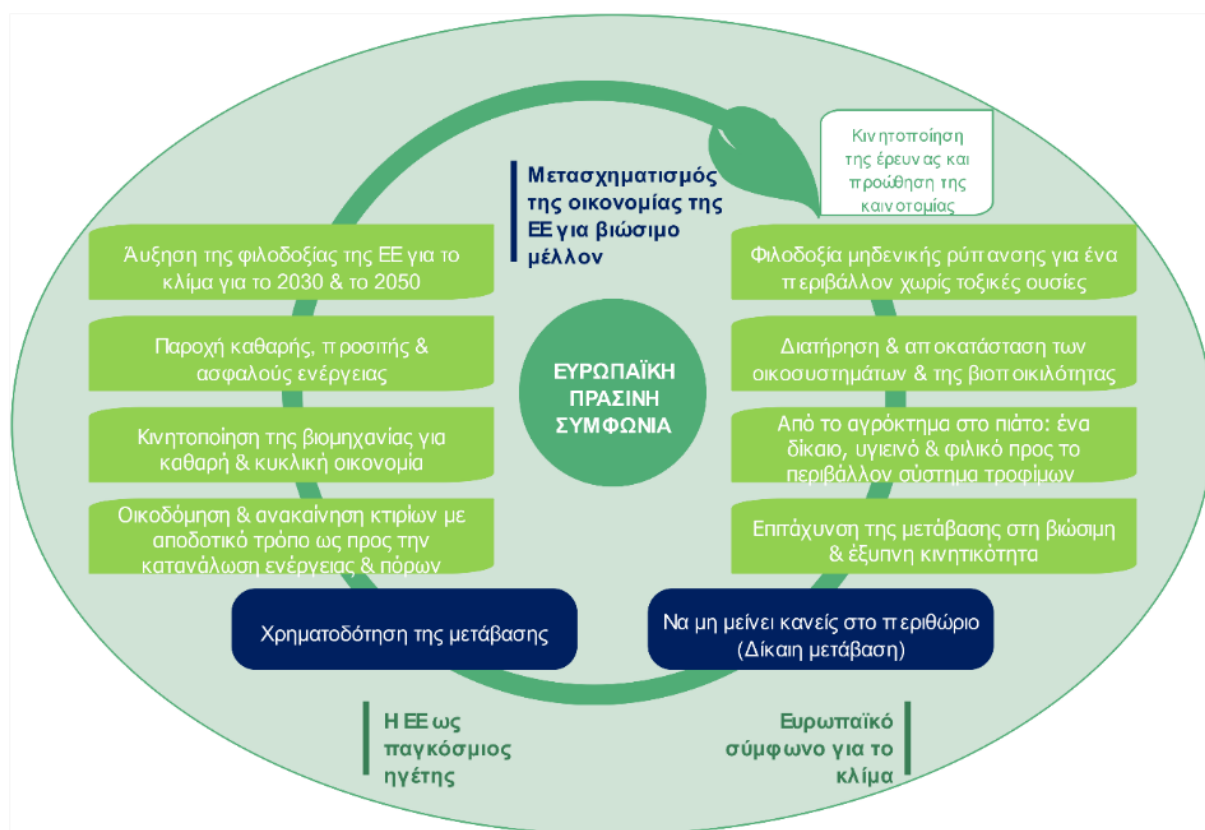 Κινητοποίηση
της έρευνας και
προώθηση της
καινοτομίας
Μετασχηματισμός
της οικονομίας της
ΕΕ για βιώσιμο
μέλλον
Άυξηση της φιλοδοξίας της ΕΕ για το
κλίμα για το 2030 & το 2050
Παροχή καθαρής, προσιτής &
ασφαλούς ενέργειας
Κινητοποίηση της βιομηχανίας για
καθαρή & κυκλική οικονομία
Οικοδόμηση & ανακαίνηση κτιρίων με
αποδοτικό τρόπο ως προς την
κατανάλωση ενέργειας & πόρων
ΕΥΡΩΠΑΪΚΗ
ΠΡΑΣΙΝΗ
ΣΥΜΦΩΝΙΑ
Φιλοδοξία μηδενικής ρύπανσης για ένα
περιβάλλον χωρίς τοξικές ουσίες
Διατήρηση & αποκατάσταση των
οικοσυστημάτων & της βιοποικιλότητας
Από το αγρόκτημα στο πιάτο: ένα
δίκαιο, υγιεινό & φιλικό προς το
περιβάλλον σύστημα τροφίμων
Επιτάχυνση της μετάβασης στη βιώσιμη
& έξυπνη κινητικότητα
Χρηματοδότηση της μετάβασης
Να μη μείνει κανείς στο περιθώριο
(Δίκαιη μετάβαση)
Η ΕΕ ως
παγκόσμιος
ηγέτης
Ευρωπαϊκό
σύμφωνο για το
κλίμα